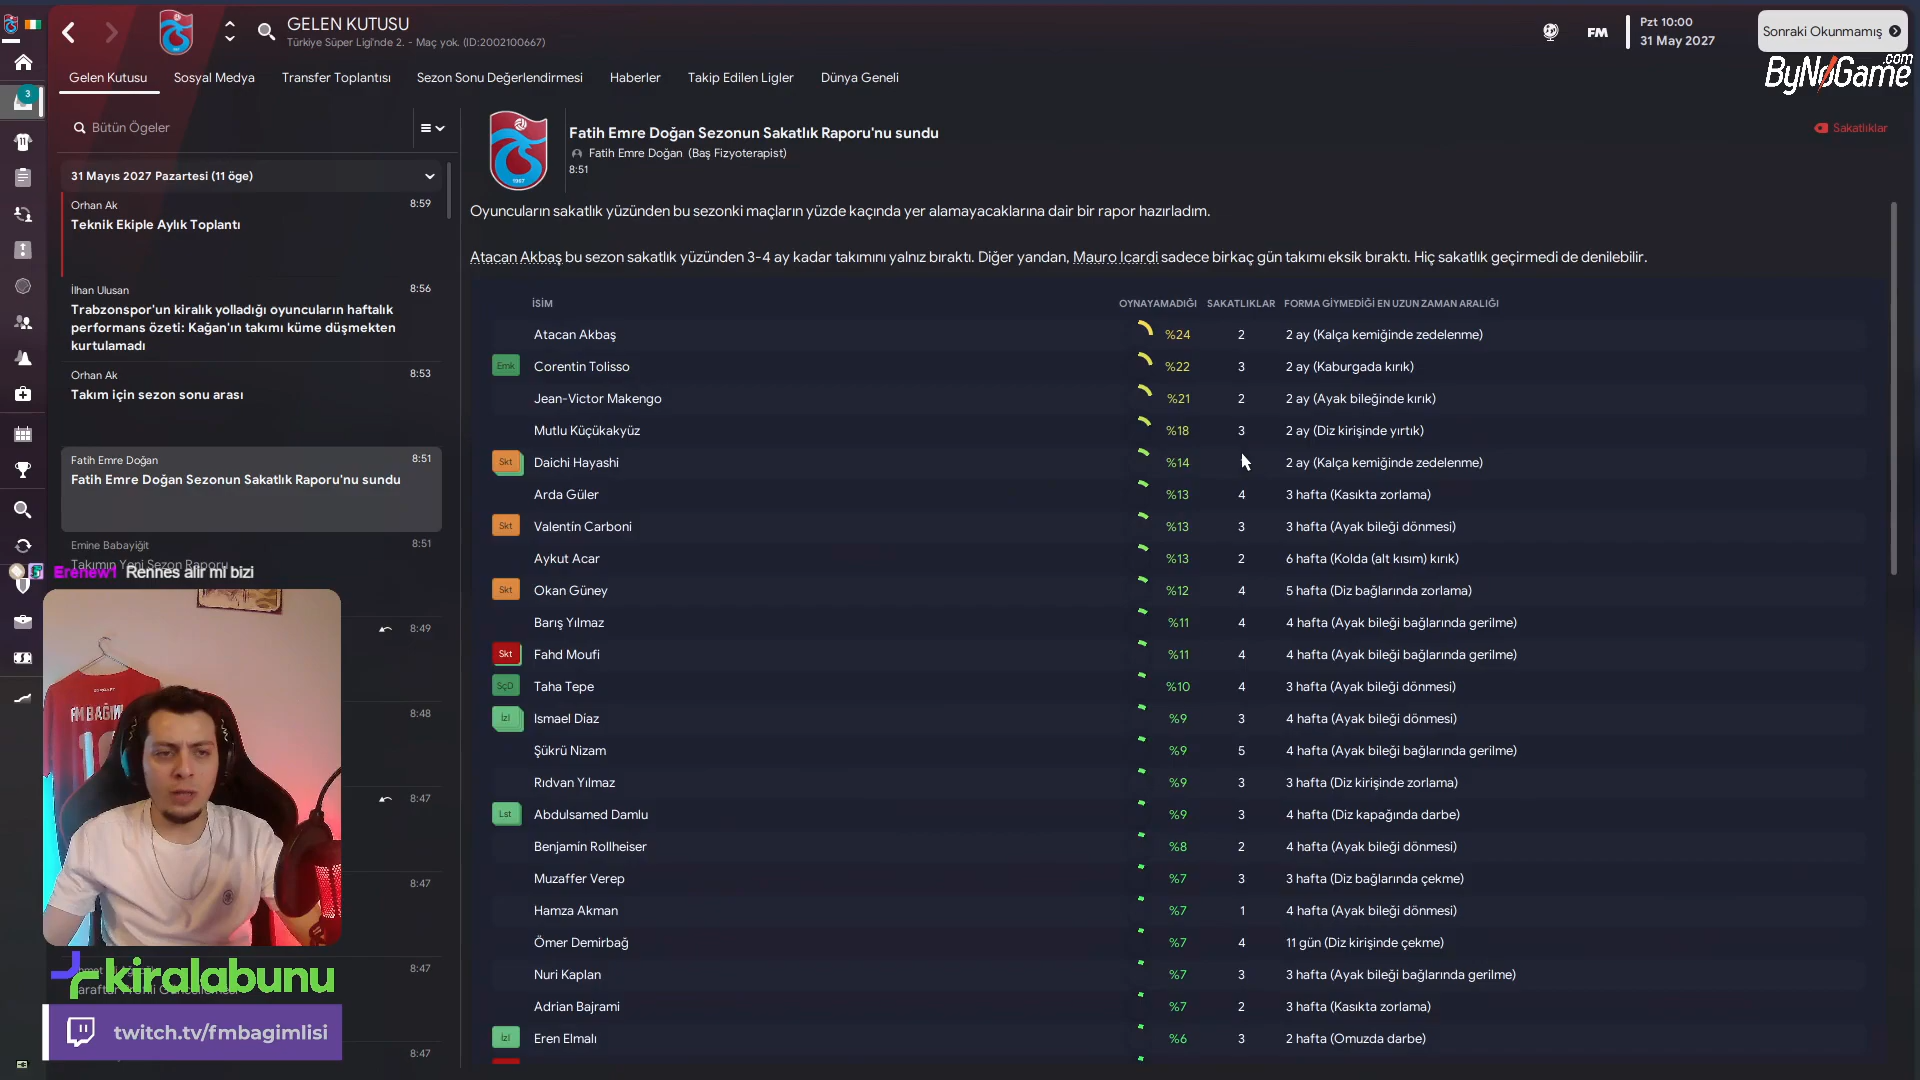 GELEN KUTUSU
Türkiye Süper Ligi'nde 2. - Maç yok. (ID:2002100667)
FM
Pzt 10:00
31 May 2027
Sonraki Okunmamış
ByNoGame.com
Gelen Kutusu Sosyal Medya Transfer Toplantısı Sezon Sonu Değerlendirmesi Haberler Takip Edilen Ligler Dünya Geneli
3
11
Bütün Ögeler
31 Mayıs 2027 Pazartesi (11 öge)
Orhan Ak 8:59
Teknik Ekiple Aylık Toplantı
İlhan Ulusan 8:56
Trabzonspor'un kiralık yolladığı oyuncuların haftalık
performans özeti: Kağan'ın takımı küme düşmekten
kurtulamadı
Orhan Ak 8:53
Takım için sezon sonu arası
Fatih Emre Doğan 8:51
Fatih Emre Doğan Sezonun Sakatlık Raporu'nu sundu
Emine Babayiğit 8:51
Takımın Yeni Sezon Raporu
Erenew1 Rennes alir mi bizi
8:49
8:48
8:47
8:47
8:47
8:47
kiralabunu
twitch.tv/fmbagimlisi
Fatih Emre Doğan Sezonun Sakatlık Raporu'nu sundu
Fatih Emre Doğan (Baş Fizyoterapist)
8:51
Sakatlıklar
Oyuncuların sakatlık yüzünden bu sezonki maçların yüzde kaçında yer alamayacaklarına dair bir rapor hazırladım.
Atacan Akbaş bu sezon sakatlık yüzünden 3-4 ay kadar takımını yalnız bıraktı. Diğer yandan, Mauro Icardi sadece birkaç gün takımı eksik bıraktı. Hiç sakatlık geçirmedi de denilebilir.
İSİM OYNAYAMADIĞI SAKATLIKLAR FORMA GİYMEDİĞİ EN UZUN ZAMAN ARALIĞI
Atacan Akbaş %24 2 2 ay (Kalça kemiğinde zedelenme)
Emk Corentin Tolisso %22 3 2 ay (Kaburgada kırık)
Jean-Victor Makengo %21 2 2 ay (Ayak bileğinde kırık)
Mutlu Küçükakyüz %18 3 2 ay (Diz kirişinde yırtık)
Skt Daichi Hayashi %14 2 ay (Kalça kemiğinde zedelenme)
Arda Güler %13 4 3 hafta (Kasıkta zorlama)
Skt Valentín Carboni %13 3 3 hafta (Ayak bileği dönmesi)
Aykut Acar %13 2 6 hafta (Kolda (alt kısım) kırık)
Skt Okan Güney %12 4 5 hafta (Diz bağlarında zorlama)
Barış Yılmaz %11 4 4 hafta (Ayak bileği bağlarında gerilme)
Skt Fahd Moufi %11 4 4 hafta (Ayak bileği bağlarında gerilme)
SçD Taha Tepe %10 4 3 hafta (Ayak bileği dönmesi)
İzl Ismael Díaz %9 3 4 hafta (Ayak bileği dönmesi)
Şükrü Nizam %9 5 4 hafta (Ayak bileği bağlarında gerilme)
Rıdvan Yılmaz %9 3 3 hafta (Diz kirişinde zorlama)
Lst Abdulsamed Damlu %9 3 4 hafta (Diz kapağında darbe)
Benjamín Rollheiser %8 2 4 hafta (Ayak bileği dönmesi)
Muzaffer Verep %7 3 3 hafta (Diz bağlarında çekme)
Hamza Akman %7 1 4 hafta (Ayak bileği dönmesi)
Ömer Demirbağ %7 4 11 gün (Diz kirişinde çekme)
Nuri Kaplan %7 3 3 hafta (Ayak bileği bağlarında gerilme)
Adrian Bajrami %7 2 3 hafta (Kasıkta zorlama)
İzl Eren Elmalı %6 3 2 hafta (Omuzda darbe)